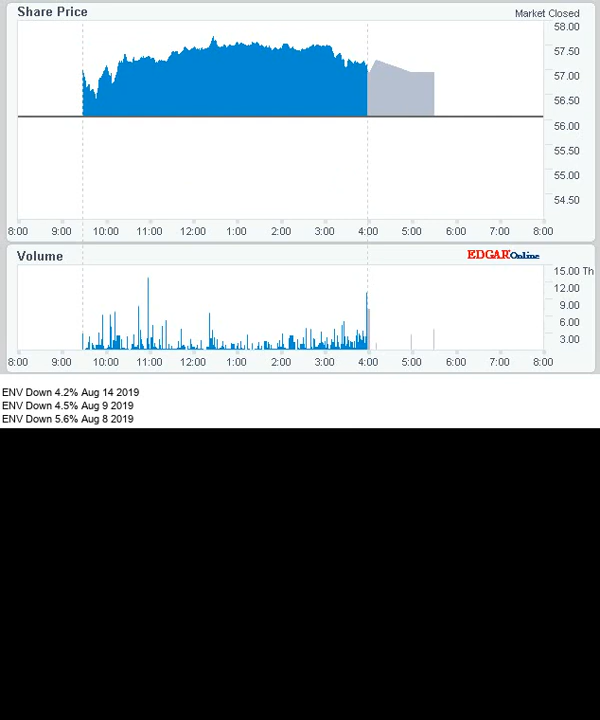 Share Price
Market Closed
58.00
57.50
57.00
56.50
56.00
55.50
55.00
54.50
8:00 9:00 10:00 11:00 12:00 1:00 2:00 3:00 4:00 5:00 6:00 7:00 8:00
Volume
EDGAR Online
15.00 Th
12.00
9.00
6.00
3.00
8:00 9:00 10:00 11:00 12:00 1:00 2:00 3:00 4:00 5:00 6:00 7:00 8:00
ENV Down 4.2% Aug 14 2019
ENV Down 4.5% Aug 9 2019
ENV Down 5.6% Aug 8 2019